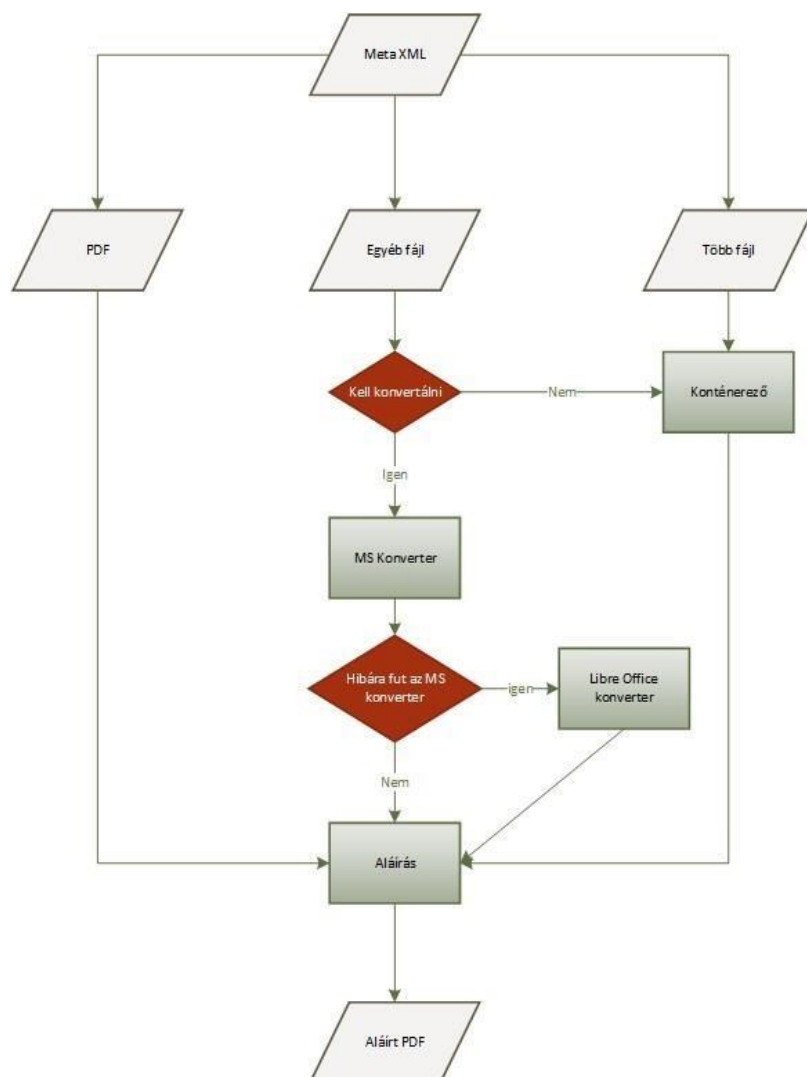 Meta XML
PDF
Egyéb fájl
Több fájl
Kell konvertálni
Nem
Konténerező
Igen
MS Konverter
Hibára fut az MS
konverter
igen
Libre Office
konverter
Nem
Aláírás
Aláírt PDF